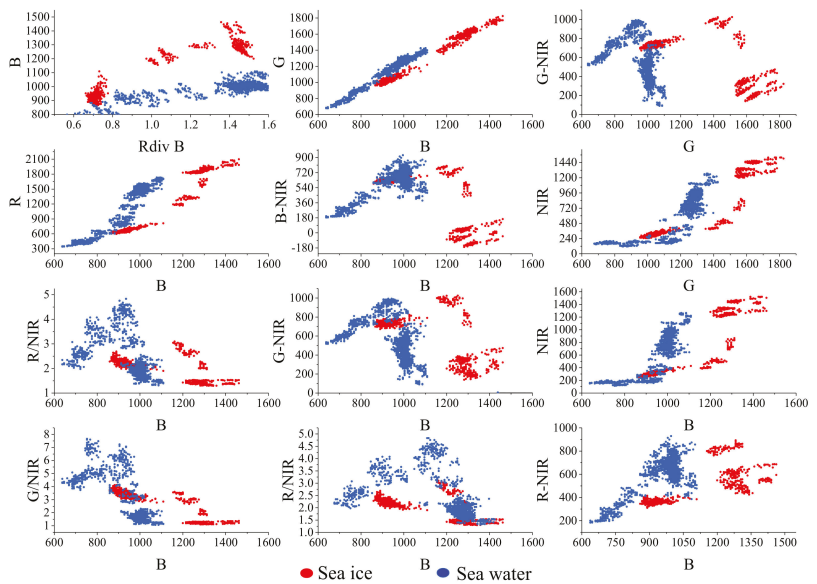 B
1500
1400
1300
1200
1100
1000
900
800
0.6 0.8 1.0 1.2 1.4 1.6
Rdiv B
G
1800
1600
1400
1200
1000
800
600
600 800 1000 1200 1400 1600
B
G-NIR
1000
800
600
400
200
0
600 800 1000 1200 1400 1600 1800
G
R
2100
1800
1500
1200
900
600
300
600 800 1000 1200 1400 1600
B
B-NIR
900
720
540
360
180
0
-180
600 800 1000 1200 1400 1600
B
NIR
1440
1200
960
720
480
240
0
600 800 1000 1200 1400 1600 1800
B
R/NIR
5
4
3
2
1
600 800 1000 1200 1400 1600
B
G-NIR
1000
800
600
400
200
0
600 800 1000 1200 1400 1600
B
NIR
1600
1400
1200
1000
800
600
400
200
0
600 800 1000 1200 1400 1600 1800
B
G/NIR
8
7
6
5
4
3
2
1
600 800 1000 1200 1400 1600
B
R/NIR
5.0
4.5
4.0
3.5
3.0
2.5
2.0
1.5
1.0
600 800 1000 1200 1400 1600
B
R-NIR
800
600
400
200
600 750 900 1050 1200 1350 1500
B
Sea ice Sea water